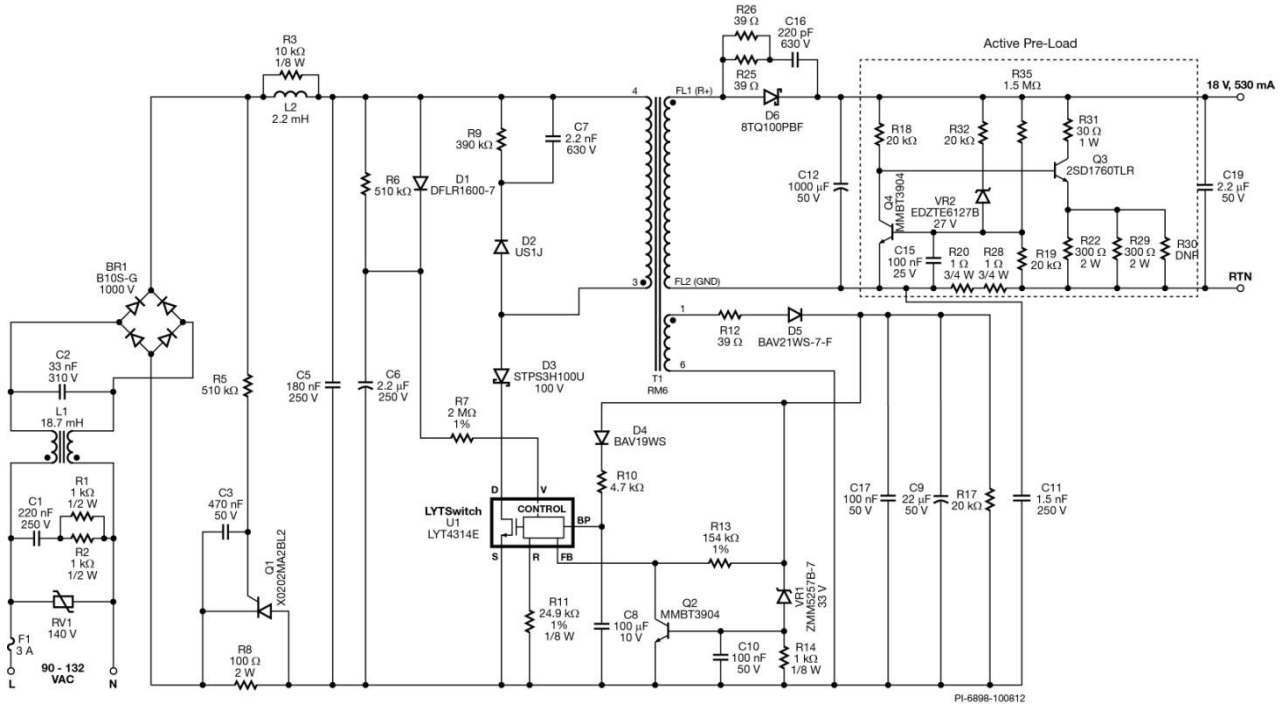 R26
39 Ω
C16
220 pF
630 V
R3
10 kΩ
1/8 W
L2
2.2 mH
R25
39 Ω
Active Pre-Load
R35
1.5 MΩ
18 V, 530 mA
4
FL1 (R+)
D6
8TQ100PBF
R9
390 kΩ
C7
2.2 nF
630 V
R18
20 kΩ
R32
20 kΩ
R31
30 Ω
1 W
Q3
2SD1760TLR
R6
510 kΩ
D1
DFLR1600-7
C12
1000 µF
50 V
Q4
MMBT3904
VR2
EDZTE6127B
27 V
C19
2.2 µF
50 V
D2
US1J
C15
100 nF
25 V
R20
1 Ω
3/4 W
R28
1 Ω
3/4 W
R19
20 kΩ
R22
300 Ω
2 W
R29
300 Ω
2 W
R30
DNP
BR1
B10S-G
1000 V
3
FL2 (GND)
RTN
1
R12
39 Ω
D5
BAV21WS-7-F
6
T1
RM6
C2
33 nF
310 V
L1
18.7 mH
R5
510 kΩ
C5
180 nF
250 V
C6
2.2 µF
250 V
D3
STPS3H100U
100 V
R7
2 MΩ
1%
D4
BAV19WS
R10
4.7 kΩ
C17
100 nF
50 V
C9
22 µF
50 V
R17
20 kΩ
C11
1.5 nF
250 V
C1
220 nF
250 V
R1
1 kΩ
1/2 W
R2
1 kΩ
1/2 W
C3
470 nF
50 V
Q1
X0202MA2BL2
D
V
LYTSwitch
U1
LYT4314E
CONTROL
BP
S
R
FB
R13
154 kΩ
1%
VR1
ZMM5257B-7
33 V
RV1
140 V
R11
24.9 kΩ
1%
1/8 W
C8
100 µF
10 V
Q2
MMBT3904
C10
100 nF
50 V
R14
1 kΩ
1/8 W
F1
3 A
R8
100 Ω
2 W
90 - 132
VAC
L
N
PI-6898-100812